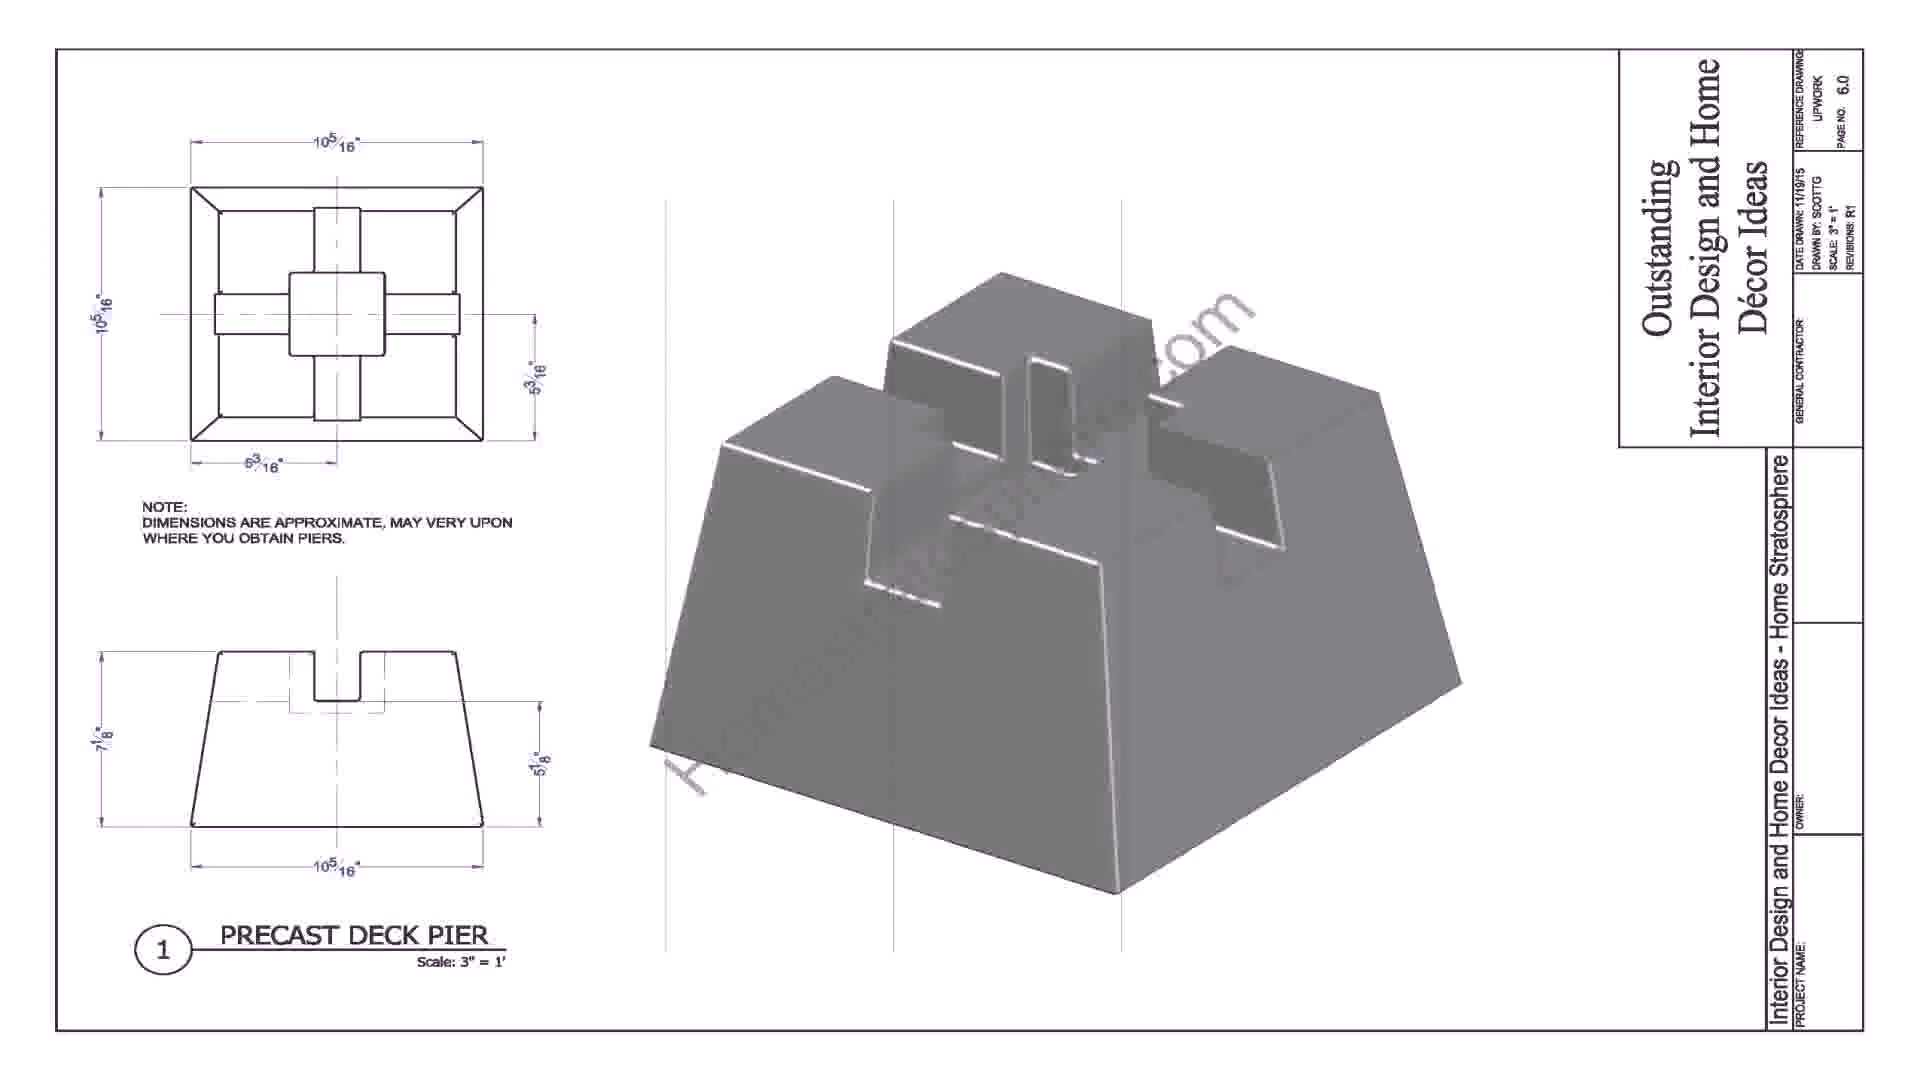 10 5/16"
10 5/16"
5 3/16"
5 3/16"
NOTE:
DIMENSIONS ARE APPROXIMATE, MAY VERY UPON
WHERE YOU OBTAIN PIERS.
7 1/8"
5 1/8"
10 5/16"
1
PRECAST DECK PIER
Scale: 3" = 1'
Outstanding
Interior Design and Home
Décor Ideas
REFERENCE DRAWING:
UPWORK
PAGE NO. 6.0
DATE DRAWN: 11/19/15
DRAWN BY: SCOTTG
SCALE: 3" = 1'
REVISIONS: R1
GENERAL CONTRACTOR:
Interior Design and Home Decor Ideas - Home Stratosphere
OWNER:
PROJECT NAME: